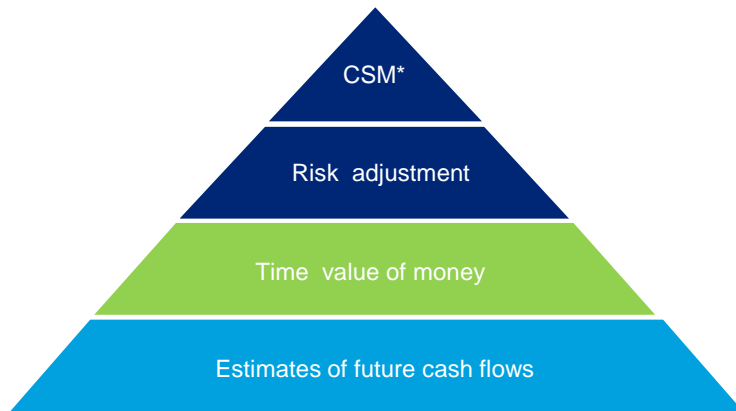 CSM*
Risk adjustment
Time value of money
Estimates of future cash flows